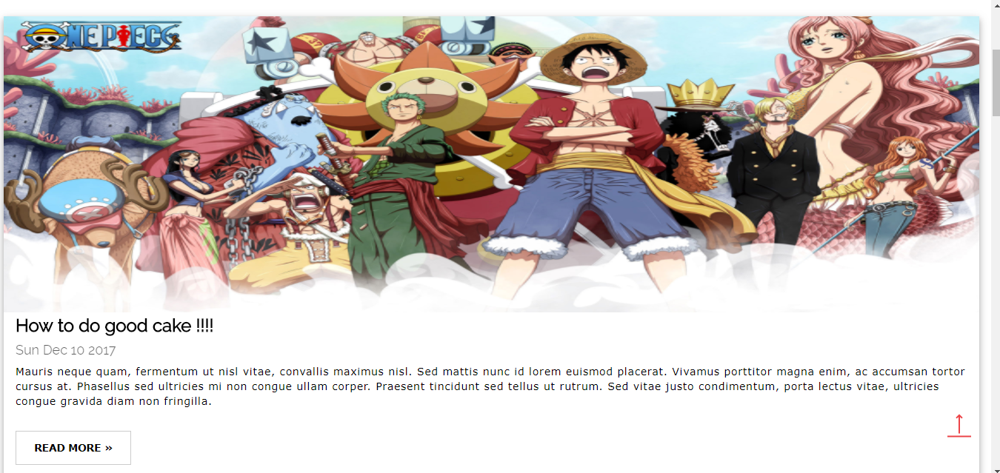 ONE PIECE
How to do good cake !!!!
Sun Dec 10 2017
Mauris neque quam, fermentum ut nisl vitae, convallis maximus nisl. Sed mattis nunc id lorem euismod placerat. Vivamus porttitor magna enim, ac accumsan tortor
cursus at. Phasellus sed ultricies mi non congue ullam corper. Praesent tincidunt sed tellus ut rutrum. Sed vitae justo condimentum, porta lectus vitae, ultricies
congue gravida diam non fringilla.
READ MORE »